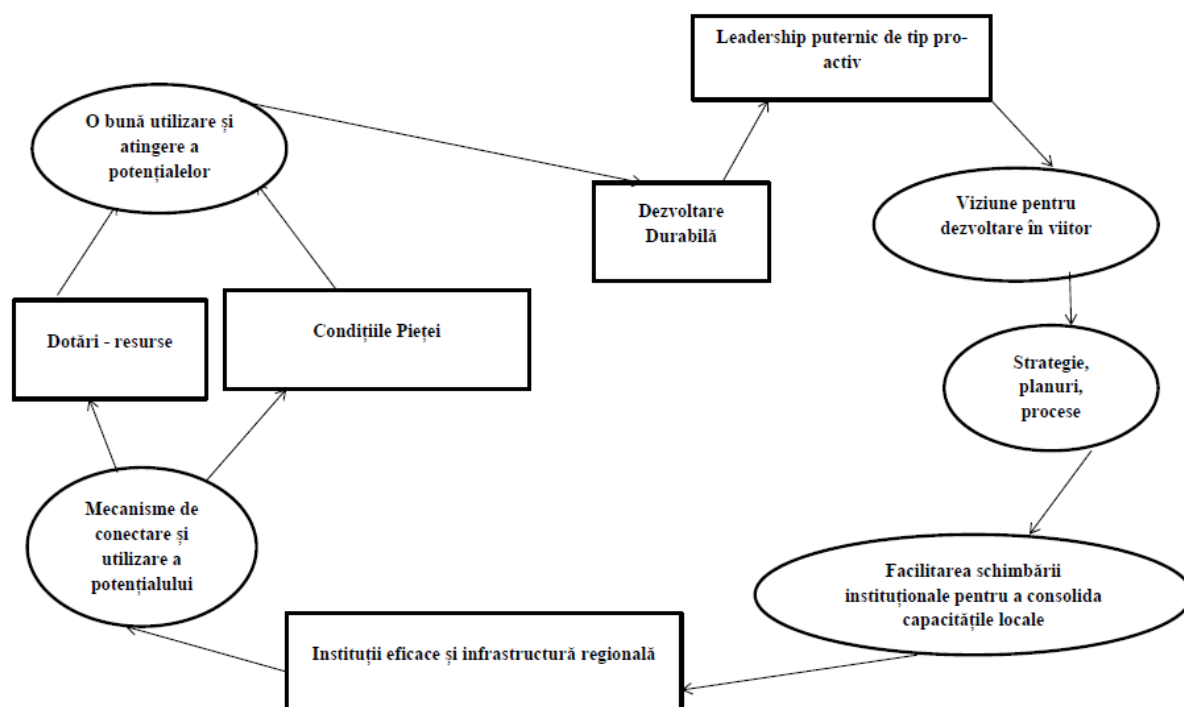 Leadership puternic de tip pro-
activ
O bună utilizare și
atingere a
potențialelor
Dezvoltare
Durabilă
Viziune pentru
dezvoltare în viitor
Dotări - resurse
Condițiile Pieței
Strategie,
planuri,
procese
Mecanisme de
conectare și
utilizare a
potențialului
Facilitarea schimbării
instituționale pentru a consolida
capacitățile locale
Instituții eficace și infrastructură regională